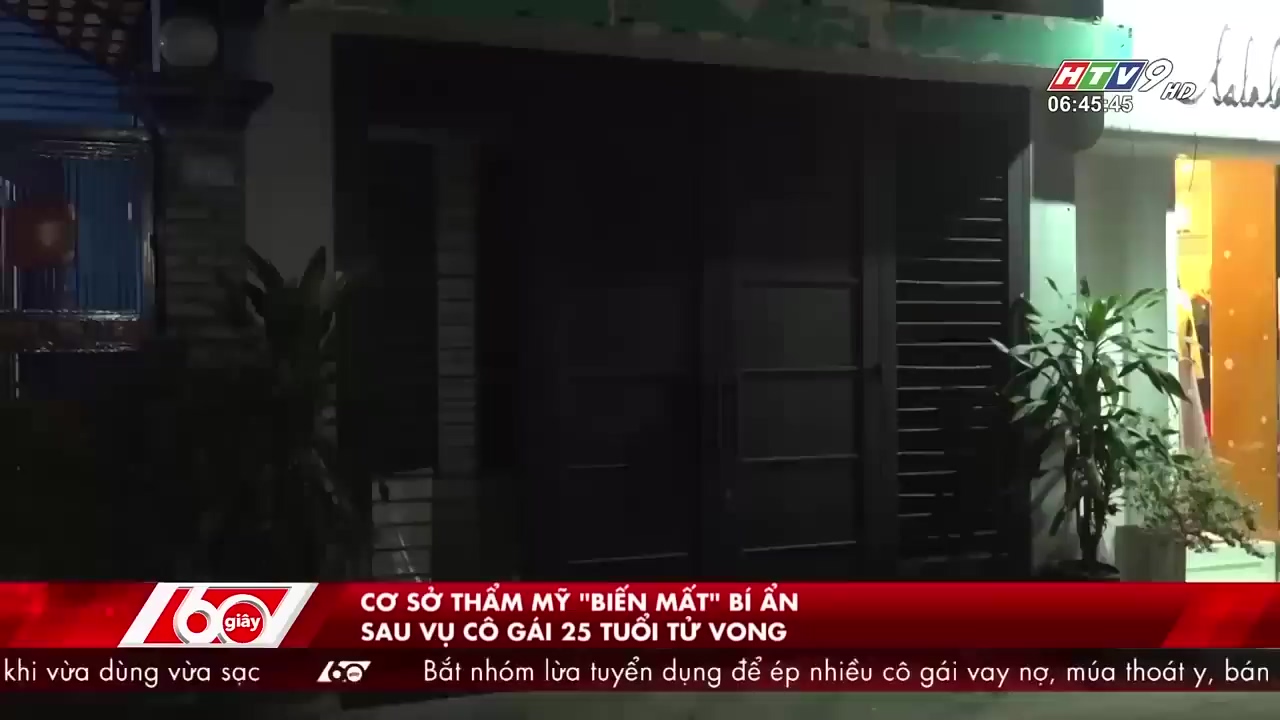 HTV9 HD
06:45:45
60 giây
CƠ SỞ THẨM MỸ "BIẾN MẤT" BÍ ẨN
SAU VỤ CÔ GÁI 25 TUỔI TỬ VONG
khi vừa dùng vừa sạc
60
Bắt nhóm lừa tuyển dụng để ép nhiều cô gái vay nợ, múa thoát y, bán